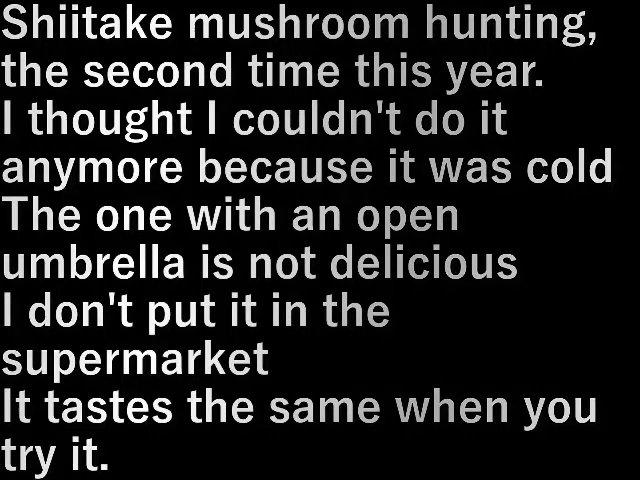 Shiitake mushroom hunting,
the second time this year.
I thought I couldn't do it
anymore because it was cold
The one with an open
umbrella is not delicious
I don't put it in the
supermarket
It tastes the same when you
try it.